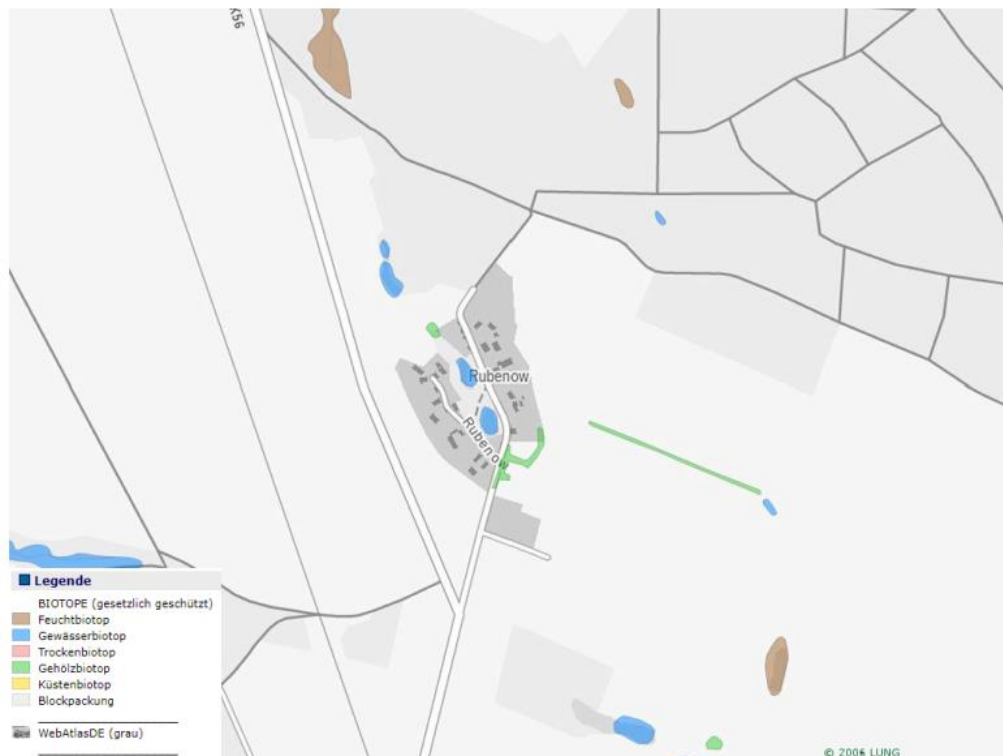 K56
Rubenow
Rubenow
Legende
BIOTOPE (gesetzlich geschützt)
Feuchtbiotop
Gewässerbiotop
Trockenbiotop
Gehölzbiotop
Küstenbiotop
Blockpackung
WebAtlasDE (grau)
© 2006 LUNG